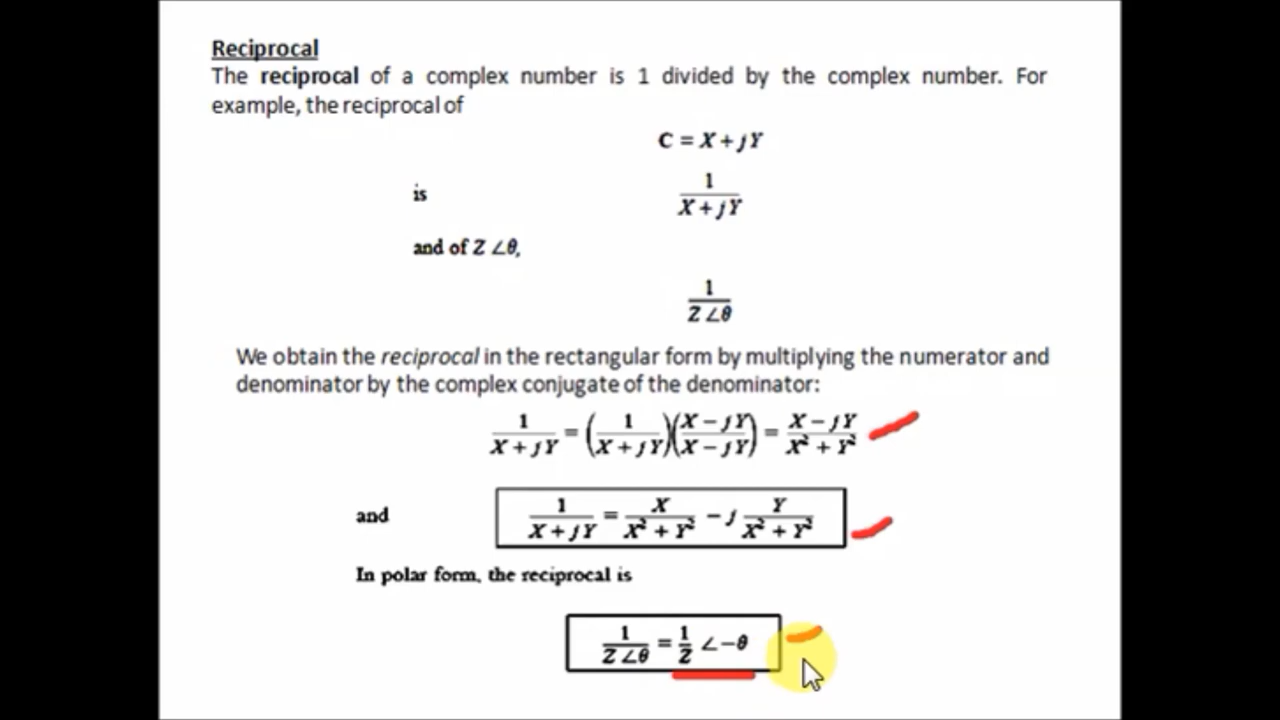 Reciprocal
The reciprocal of a complex number is 1 divided by the complex number. For
example, the reciprocal of
C = X + jY
is 1/(X + jY)
and of Z ∠θ,
1/(Z ∠θ)
We obtain the reciprocal in the rectangular form by multiplying the numerator and
denominator by the complex conjugate of the denominator:
1/(X + jY) = (1/(X + jY))((X − jY)/(X − jY)) = (X − jY)/(X² + Y²)
and 1/(X + jY) = X/(X² + Y²) − j Y/(X² + Y²)
In polar form, the reciprocal is
1/(Z ∠θ) = 1/Z ∠−θ